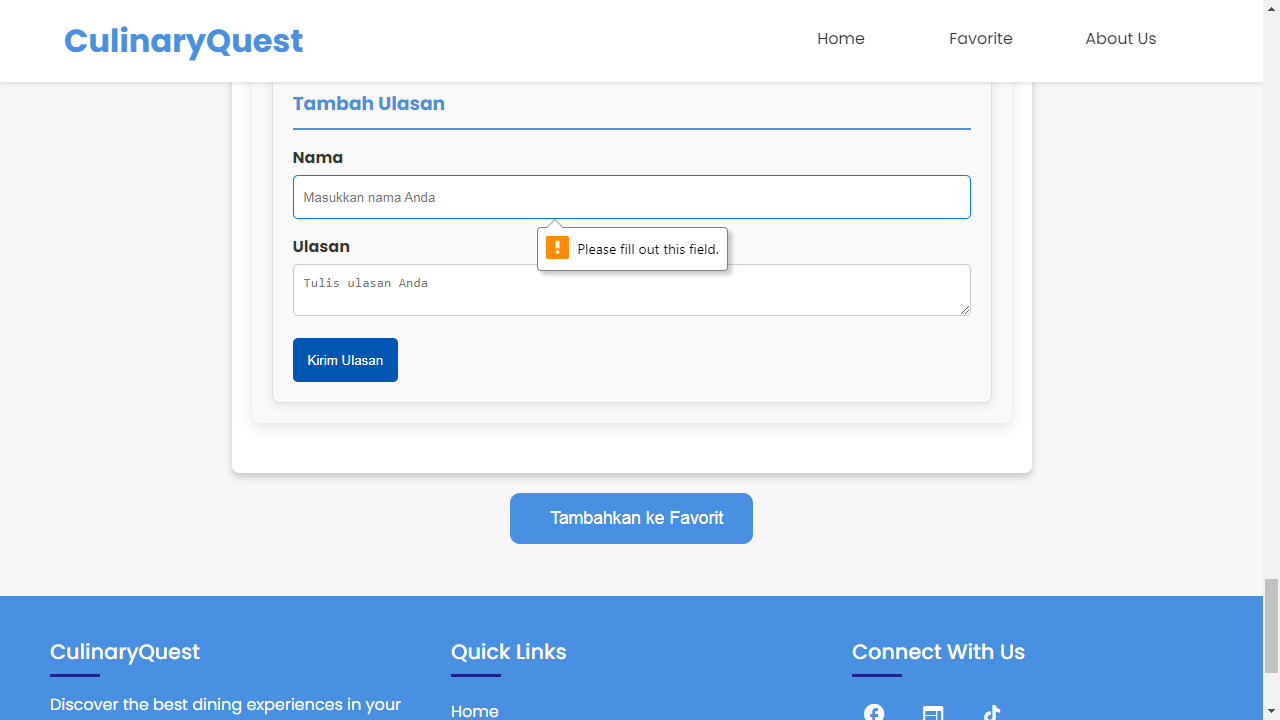 CulinaryQuest
Home
Favorite
About Us
Tambah Ulasan
Nama
Masukkan nama Anda
Please fill out this field.
Ulasan
Tulis ulasan Anda
Kirim Ulasan
Tambahkan ke Favorit
CulinaryQuest
Discover the best dining experiences in your
Quick Links
Home
Connect With Us